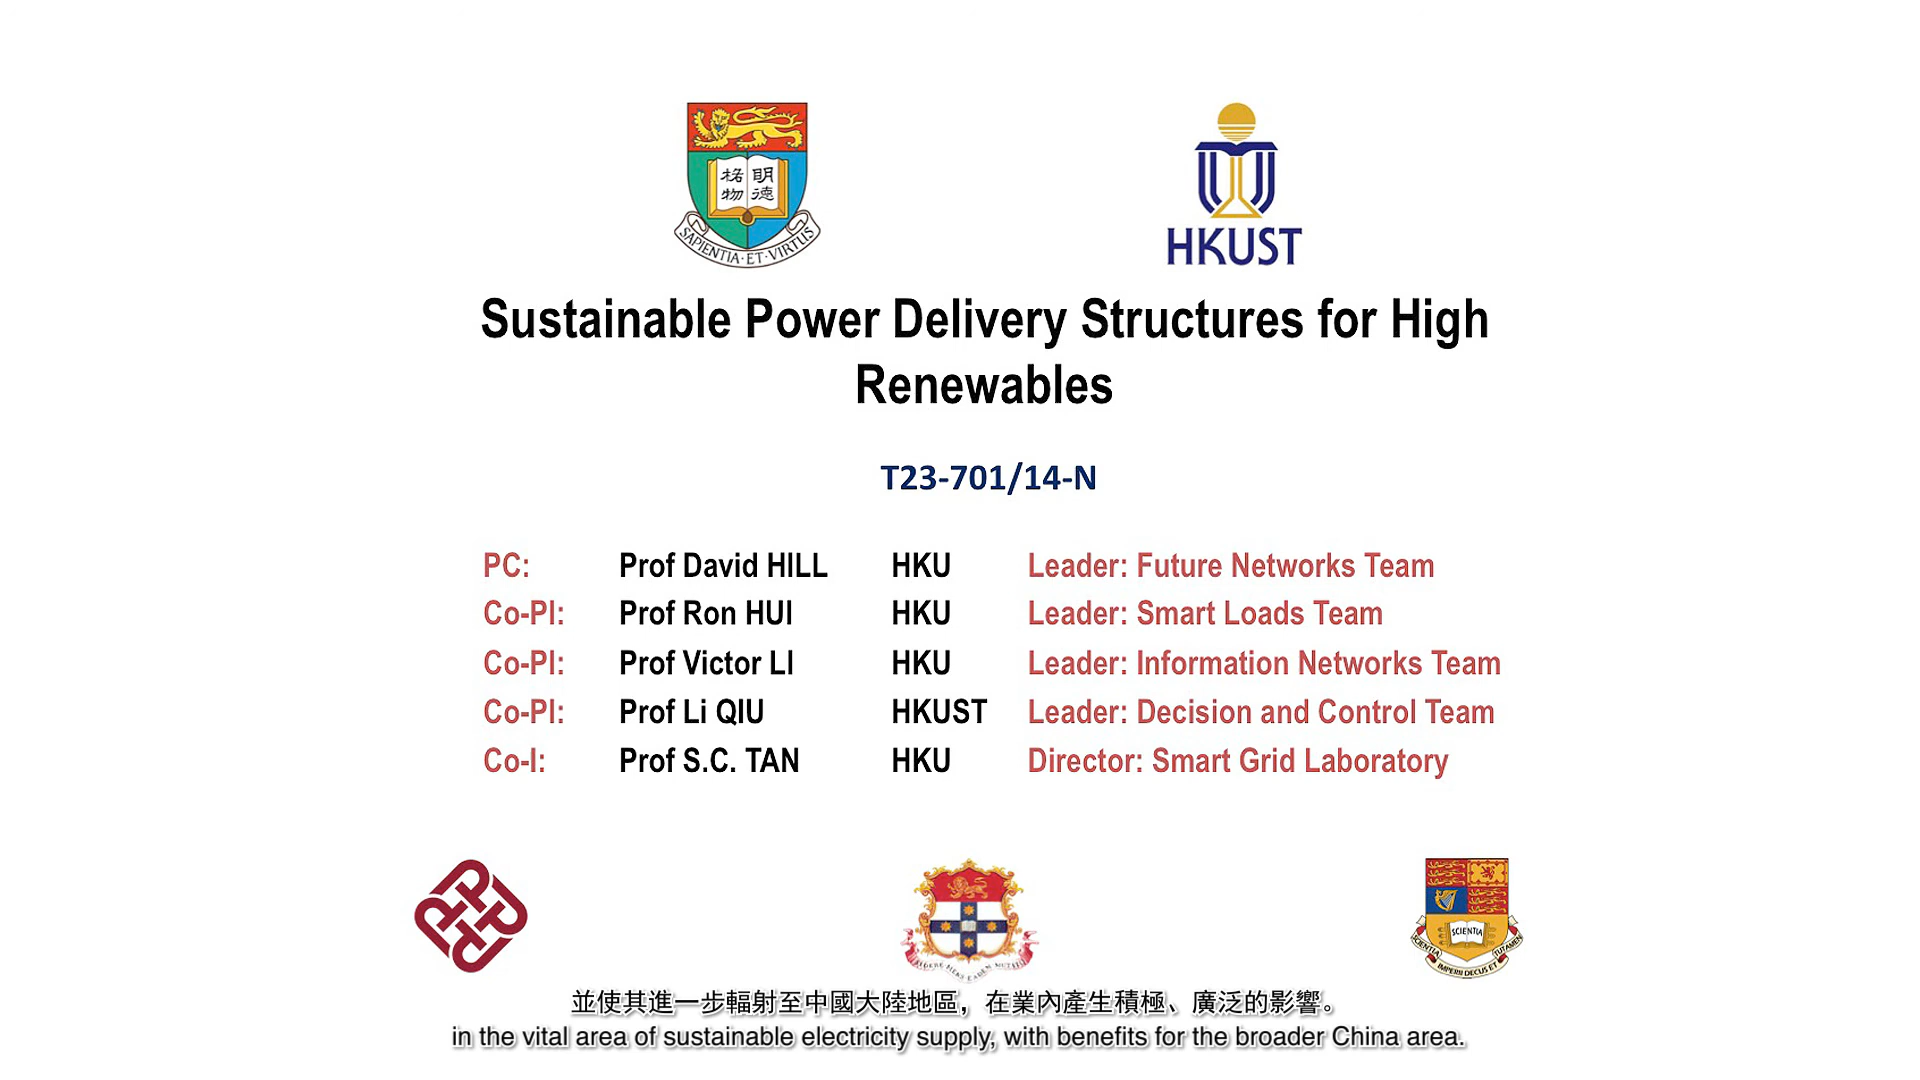 格 明
物 德
SAPIENTIA·ET·VIRTUS
HKUST
Sustainable Power Delivery Structures for High
Renewables
T23-701/14-N
PC: Prof David HILL HKU Leader: Future Networks Team
Co-PI: Prof Ron HUI HKU Leader: Smart Loads Team
Co-PI: Prof Victor LI HKU Leader: Information Networks Team
Co-PI: Prof Li QIU HKUST Leader: Decision and Control Team
Co-I: Prof S.C. TAN HKU Director: Smart Grid Laboratory
SCIENTIA
SCIENTIA IMPERII DECUS ET TUTAMEN
並使其進一步輻射至中國大陸地區，在業內產生積極、廣泛的影響。
in the vital area of sustainable electricity supply, with benefits for the broader China area.